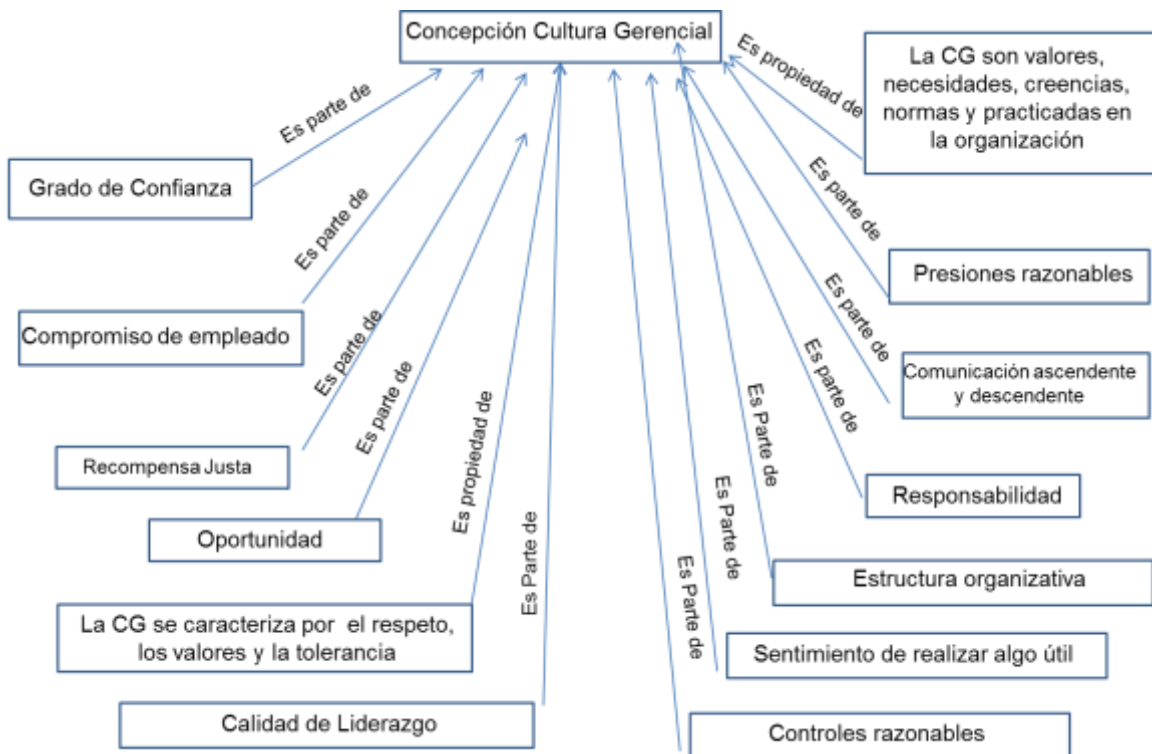 Concepción Cultura Gerencial
Es propiedad de
La CG son valores,
necesidades, creencias,
normas y practicadas en
la organización
Es parte de
Grado de Confianza
Es parte de
Presiones razonables
Es parte de
Compromiso de empleado
Es parte de
Comunicación ascendente
y descendente
Es parte de
Recompensa Justa
Es parte de
Responsabilidad
Es parte de
Oportunidad
Es Parte de
Estructura organizativa
Es propiedad de
La CG se caracteriza por el respeto,
los valores y la tolerancia
Es Parte de
Sentimiento de realizar algo útil
Es Parte de
Calidad de Liderazgo
Es Parte de
Controles razonables